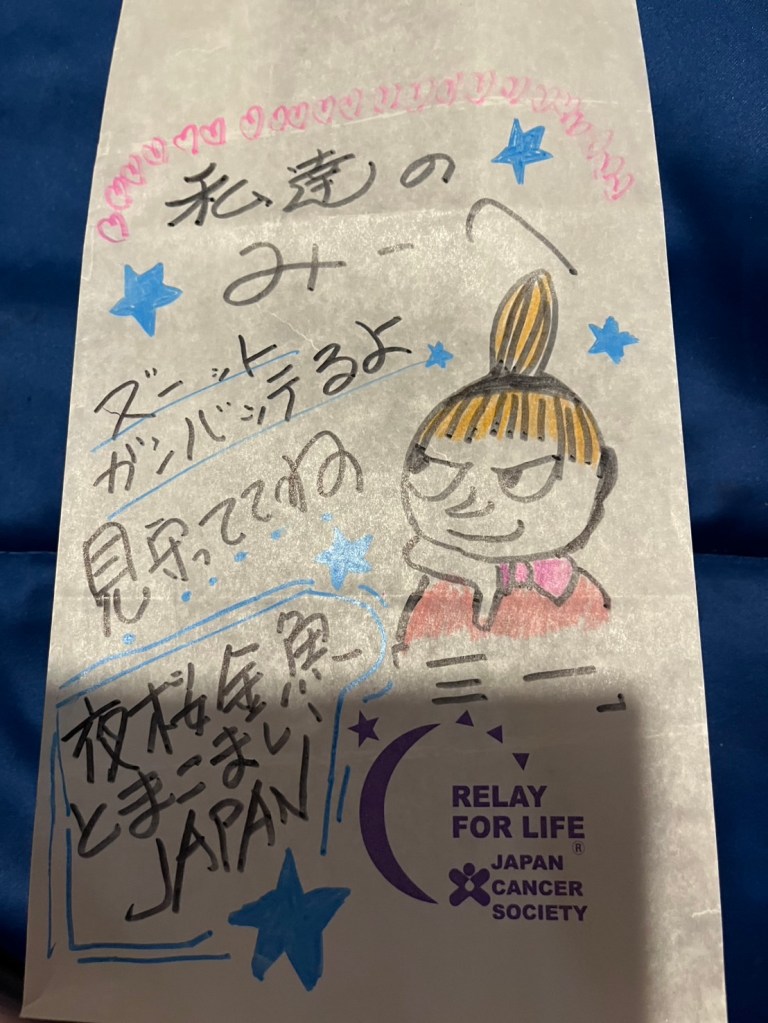 私達の
みーへ
ズーット
ガンバッテるよ
見守っててね
夜桜金魚
とまこまい
JAPAN
ミー
RELAY
FOR LIFE
®
JAPAN
CANCER
SOCIETY